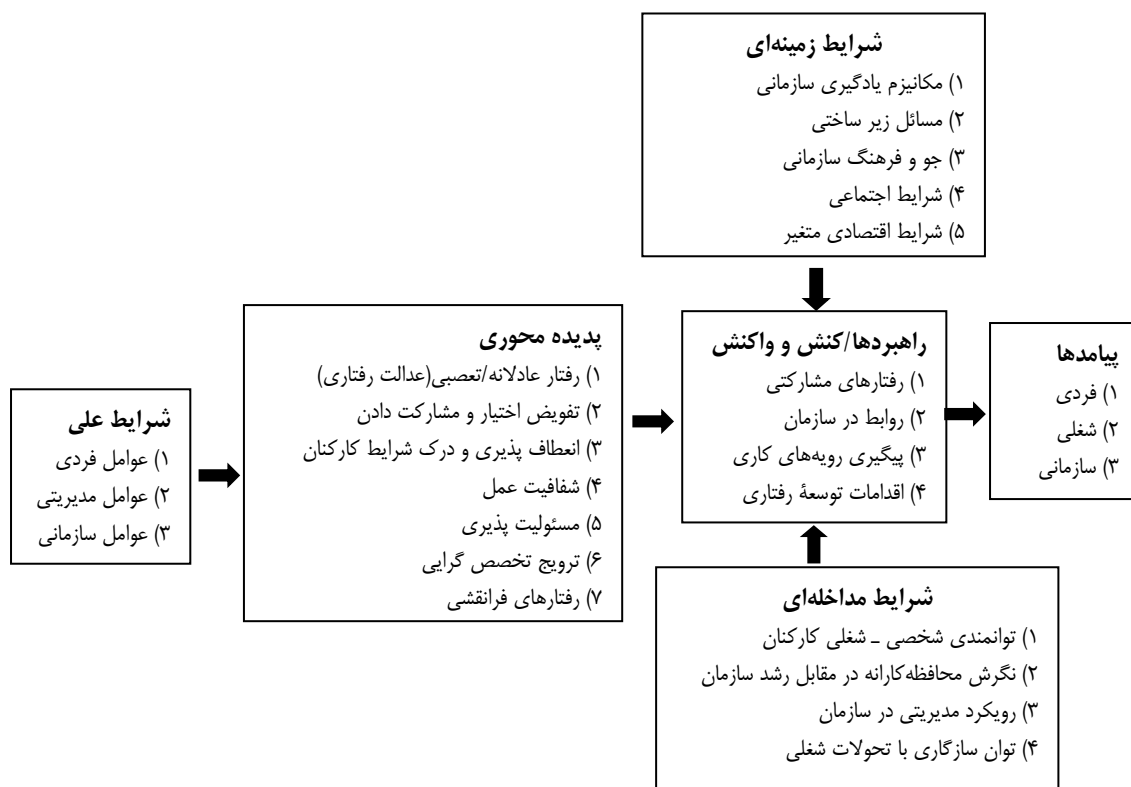 شرایط زمینه‌ای
۱) مکانیزم یادگیری سازمانی
۲) مسائل زیر ساختی
۳) جو و فرهنگ سازمانی
۴) شرایط اجتماعی
۵) شرایط اقتصادی متغیر
شرایط علی
۱) عوامل فردی
۲) عوامل مدیریتی
۳) عوامل سازمانی
پدیده محوری
۱) رفتار عادلانه/تعصبی(عدالت رفتاری)
۲) تفویض اختیار و مشارکت دادن
۳) انعطاف پذیری و درک شرایط کارکنان
۴) شفافیت عمل
۵) مسئولیت پذیری
۶) ترویج تخصص گرایی
۷) رفتارهای فرانقشی
راهبردها/کنش و واکنش
۱) رفتارهای مشارکتی
۲) روابط در سازمان
۳) پیگیری رویه‌های کاری
۴) اقدامات توسعۀ رفتاری
پیامدها
۱) فردی
۲) شغلی
۳) سازمانی
شرایط مداخله‌ای
۱) توانمندی شخصی ـ شغلی کارکنان
۲) نگرش محافظه‌کارانه در مقابل رشد سازمان
۳) رویکرد مدیریتی در سازمان
۴) توان سازگاری با تحولات شغلی